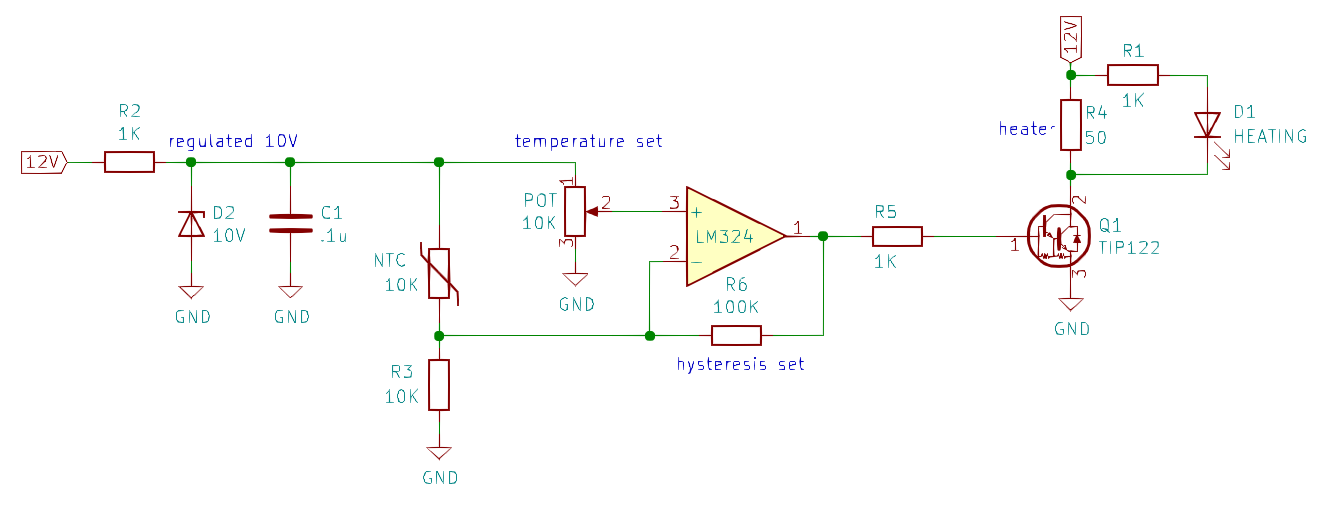 12V
R1
1K
R4
50
heater
D1
HEATING
R2
1K
12V
regulated 10V
temperature set
D2
10V
C1
.1u
GND
GND
NTC
10K
POT
10K
1
2
3
GND
3
+
2
-
LM324
1
R6
100K
hysteresis set
R5
1K
1
2
3
Q1
TIP122
GND
R3
10K
GND